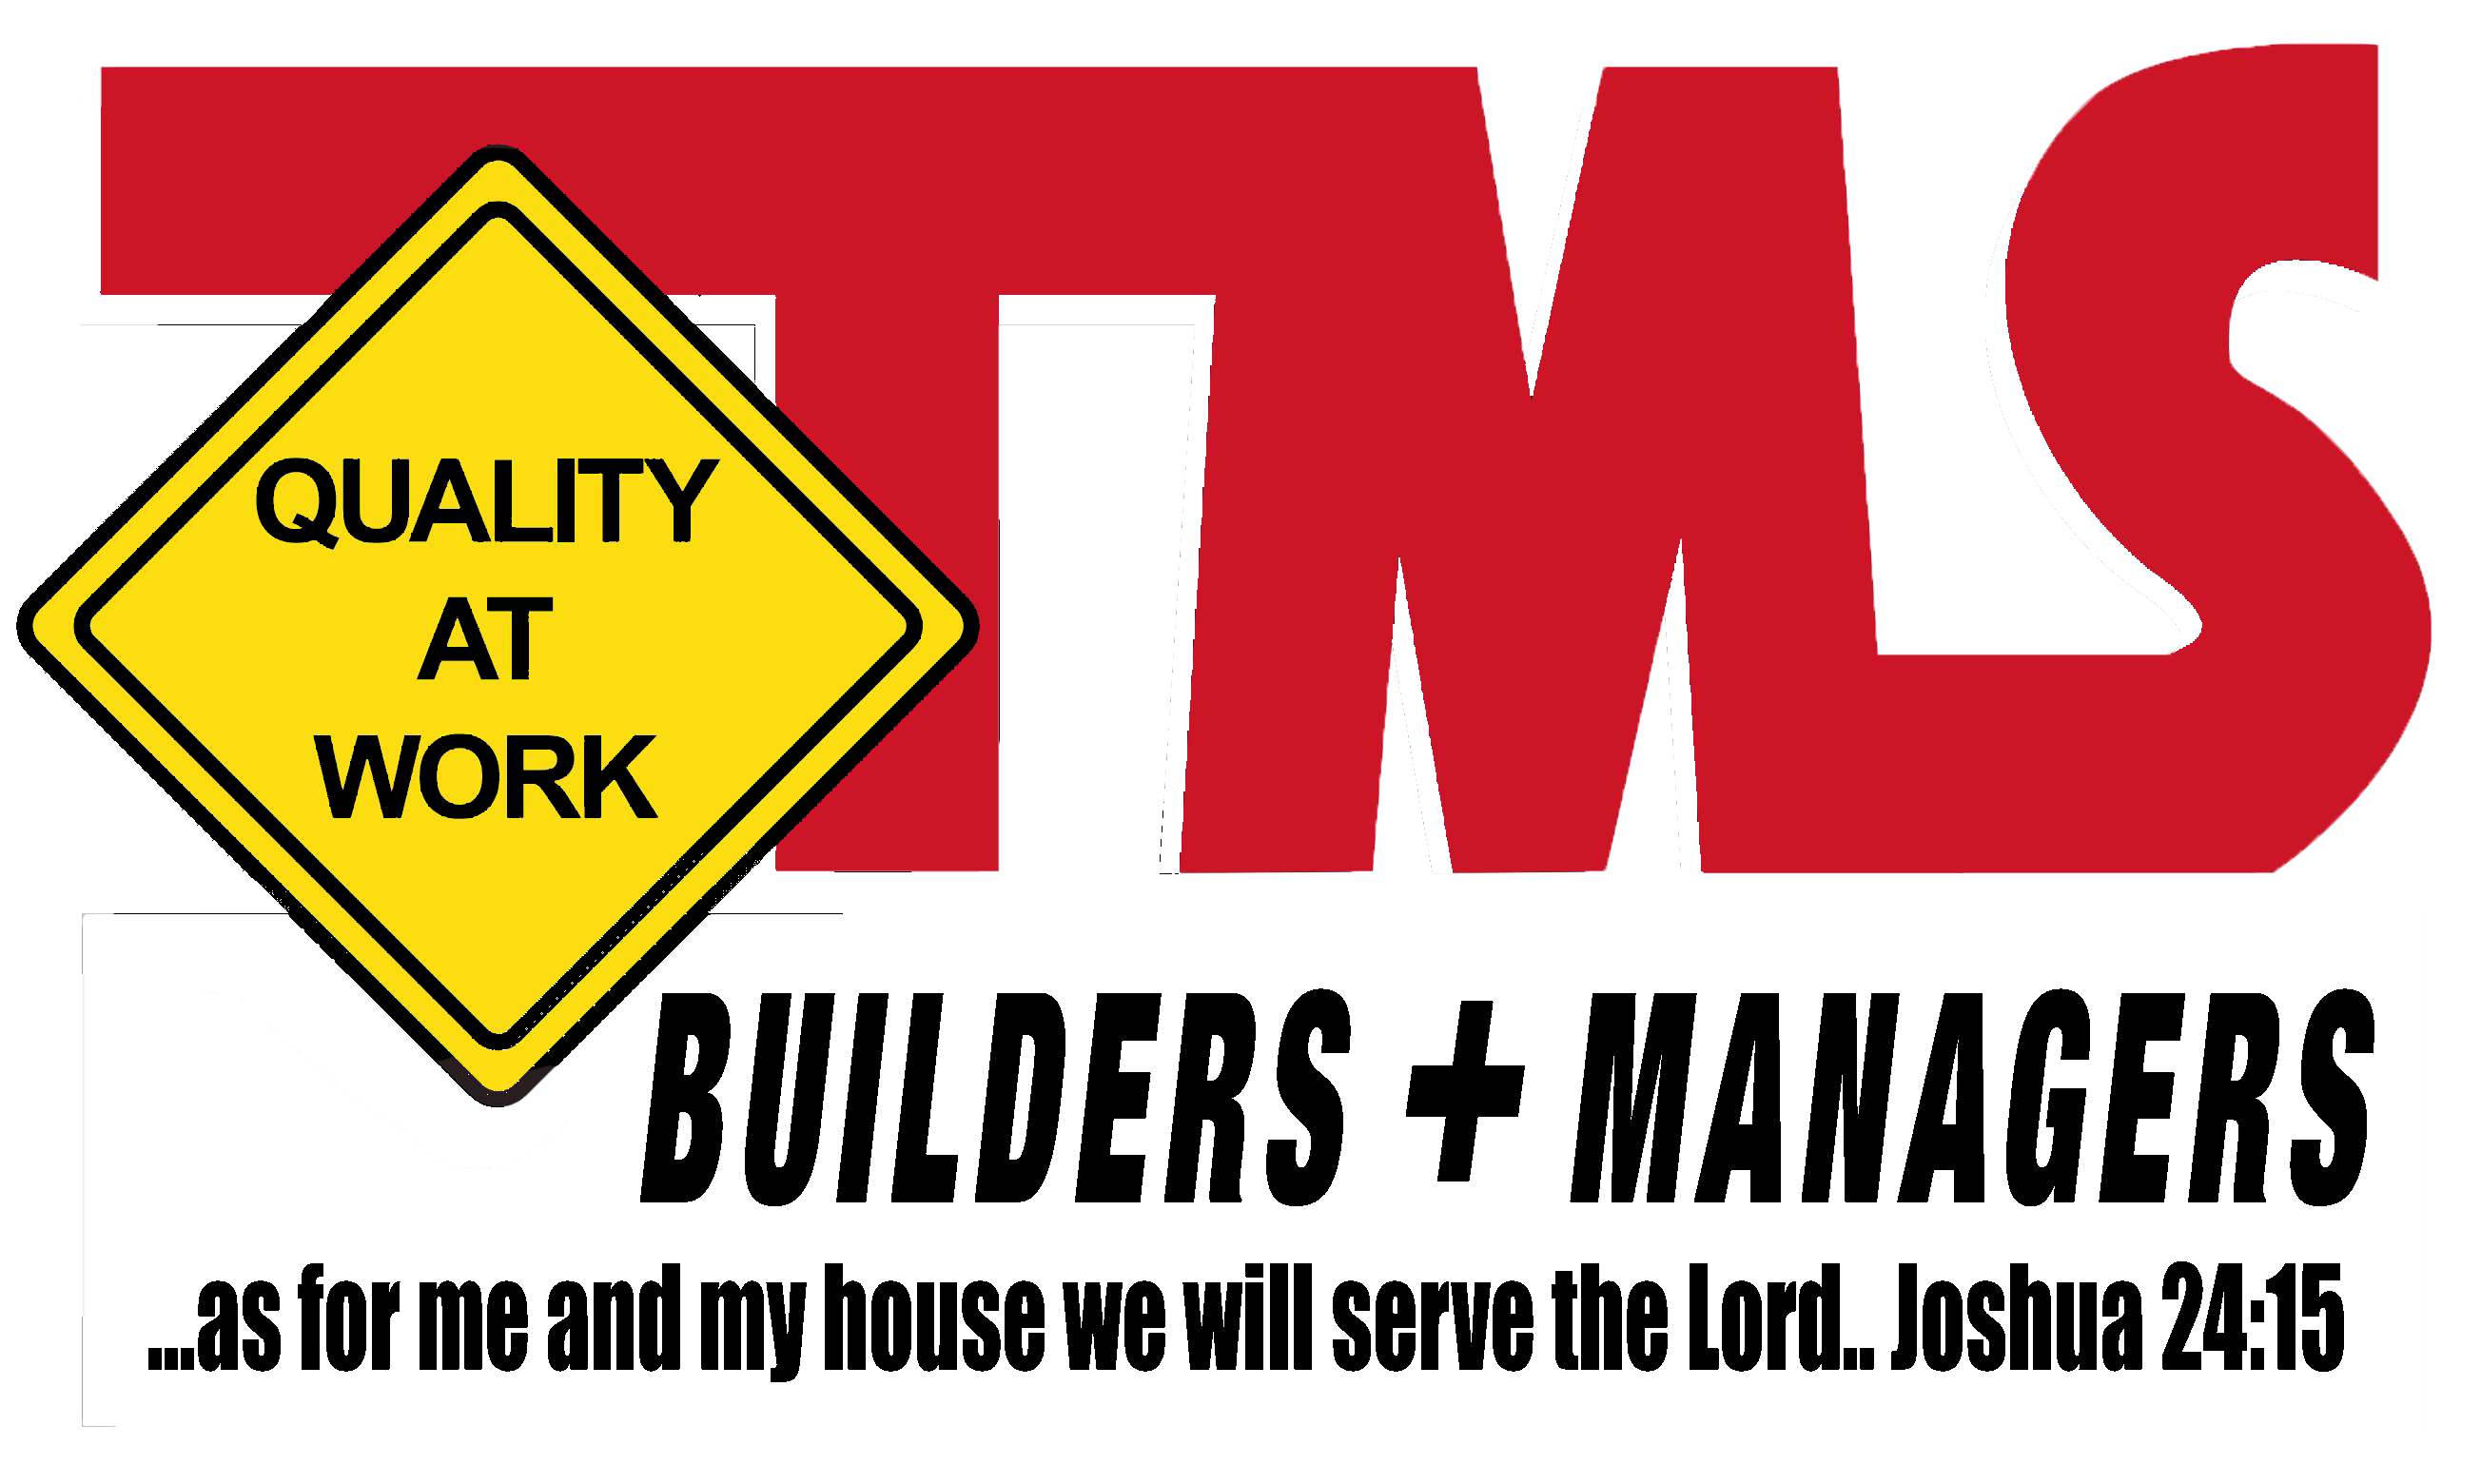 TMS
QUALITY
AT
WORK
BUILDERS + MANAGERS
...as for me and my house we will serve the Lord.. Joshua 24:15